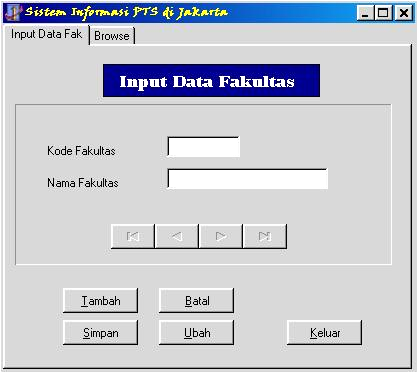 Sistem Informasi PTS di Jakarta
Input Data Fak Browse
Input Data Fakultas
Kode Fakultas
Nama Fakultas
Tambah Batal
Simpan Ubah Keluar